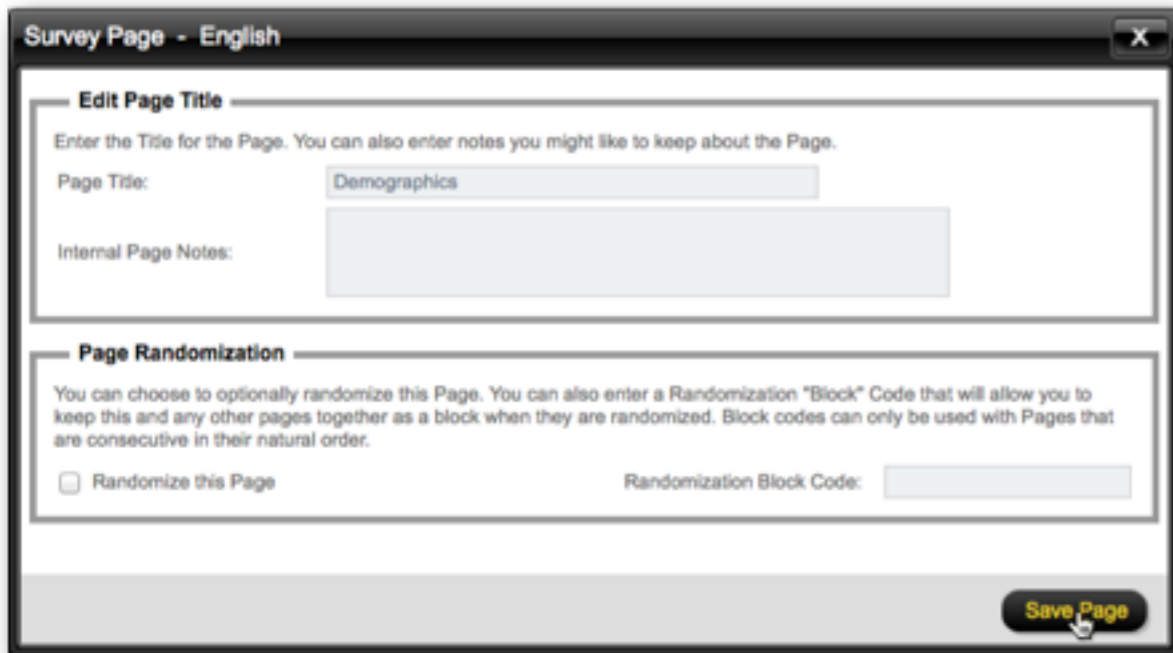 Survey Page - English
X
Edit Page Title
Enter the Title for the Page. You can also enter notes you might like to keep about the Page.
Page Title: Demographics
Internal Page Notes:
Page Randomization
You can choose to optionally randomize this Page. You can also enter a Randomization "Block" Code that will allow you to
keep this and any other pages together as a block when they are randomized. Block codes can only be used with Pages that
are consecutive in their natural order.
Randomize this Page Randomization Block Code:
Save Page